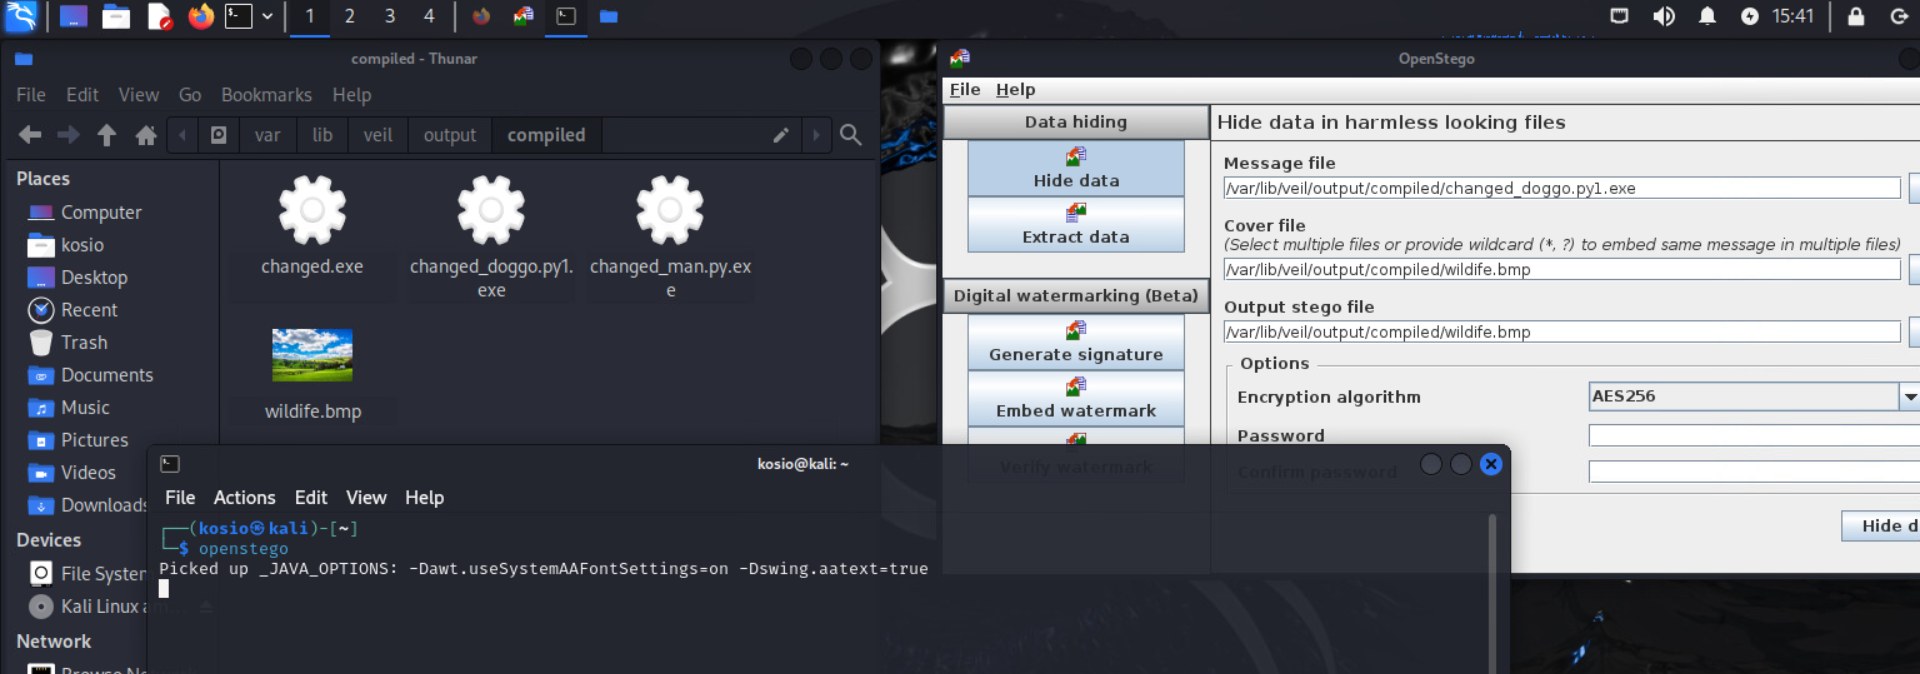 1 2 3 4
15:41
compiled - Thunar
File Edit View Go Bookmarks Help
var lib veil output compiled
Places
Computer
kosio
Desktop
Recent
Trash
Documents
Music
Pictures
Videos
Downloads
Devices
File System
Kali Linux a
Network
changed.exe
changed_doggo.py1.
exe
changed_man.py.ex
e
wildife.bmp
OpenStego
File Help
Data hiding
Hide data
Extract data
Digital watermarking (Beta)
Generate signature
Embed watermark
Verify watermark
Hide data in harmless looking files
Message file
/var/lib/veil/output/compiled/changed_doggo.py1.exe
Cover file
(Select multiple files or provide wildcard (*, ?) to embed same message in multiple files)
/var/lib/veil/output/compiled/wildife.bmp
Output stego file
/var/lib/veil/output/compiled/wildife.bmp
Options
Encryption algorithm
AES256
Password
Confirm password
Hide d
kosio@kali: ~
File Actions Edit View Help
┌──(kosio㉿kali)-[~]
└─$ openstego
Picked up _JAVA_OPTIONS: -Dawt.useSystemAAFontSettings=on -Dswing.aatext=true